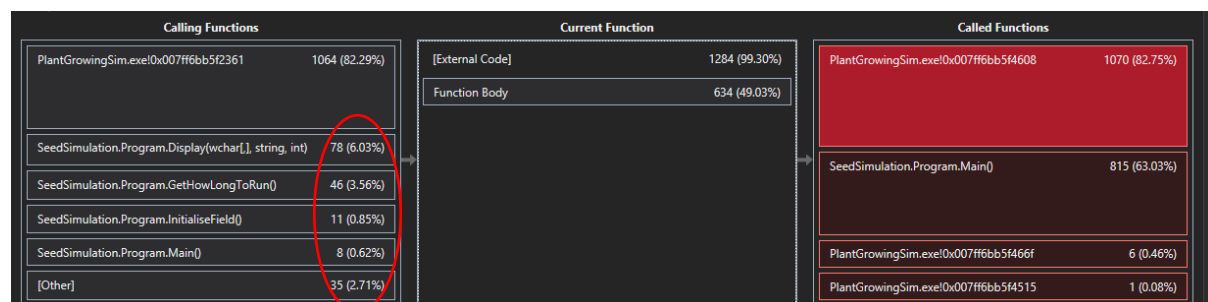 Calling Functions
PlantGrowingSim.exe!0x007ff6bb5f2361 1064 (82.29%)
SeedSimulation.Program.Display(wchar[,], string, int) 78 (6.03%)
SeedSimulation.Program.GetHowLongToRun() 46 (3.56%)
SeedSimulation.Program.InitialiseField() 11 (0.85%)
SeedSimulation.Program.Main() 8 (0.62%)
[Other] 35 (2.71%)
Current Function
[External Code] 1284 (99.30%)
Function Body 634 (49.03%)
Called Functions
PlantGrowingSim.exe!0x007ff6bb5f4608 1070 (82.75%)
SeedSimulation.Program.Main() 815 (63.03%)
PlantGrowingSim.exe!0x007ff6bb5f466f 6 (0.46%)
PlantGrowingSim.exe!0x007ff6bb5f4515 1 (0.08%)